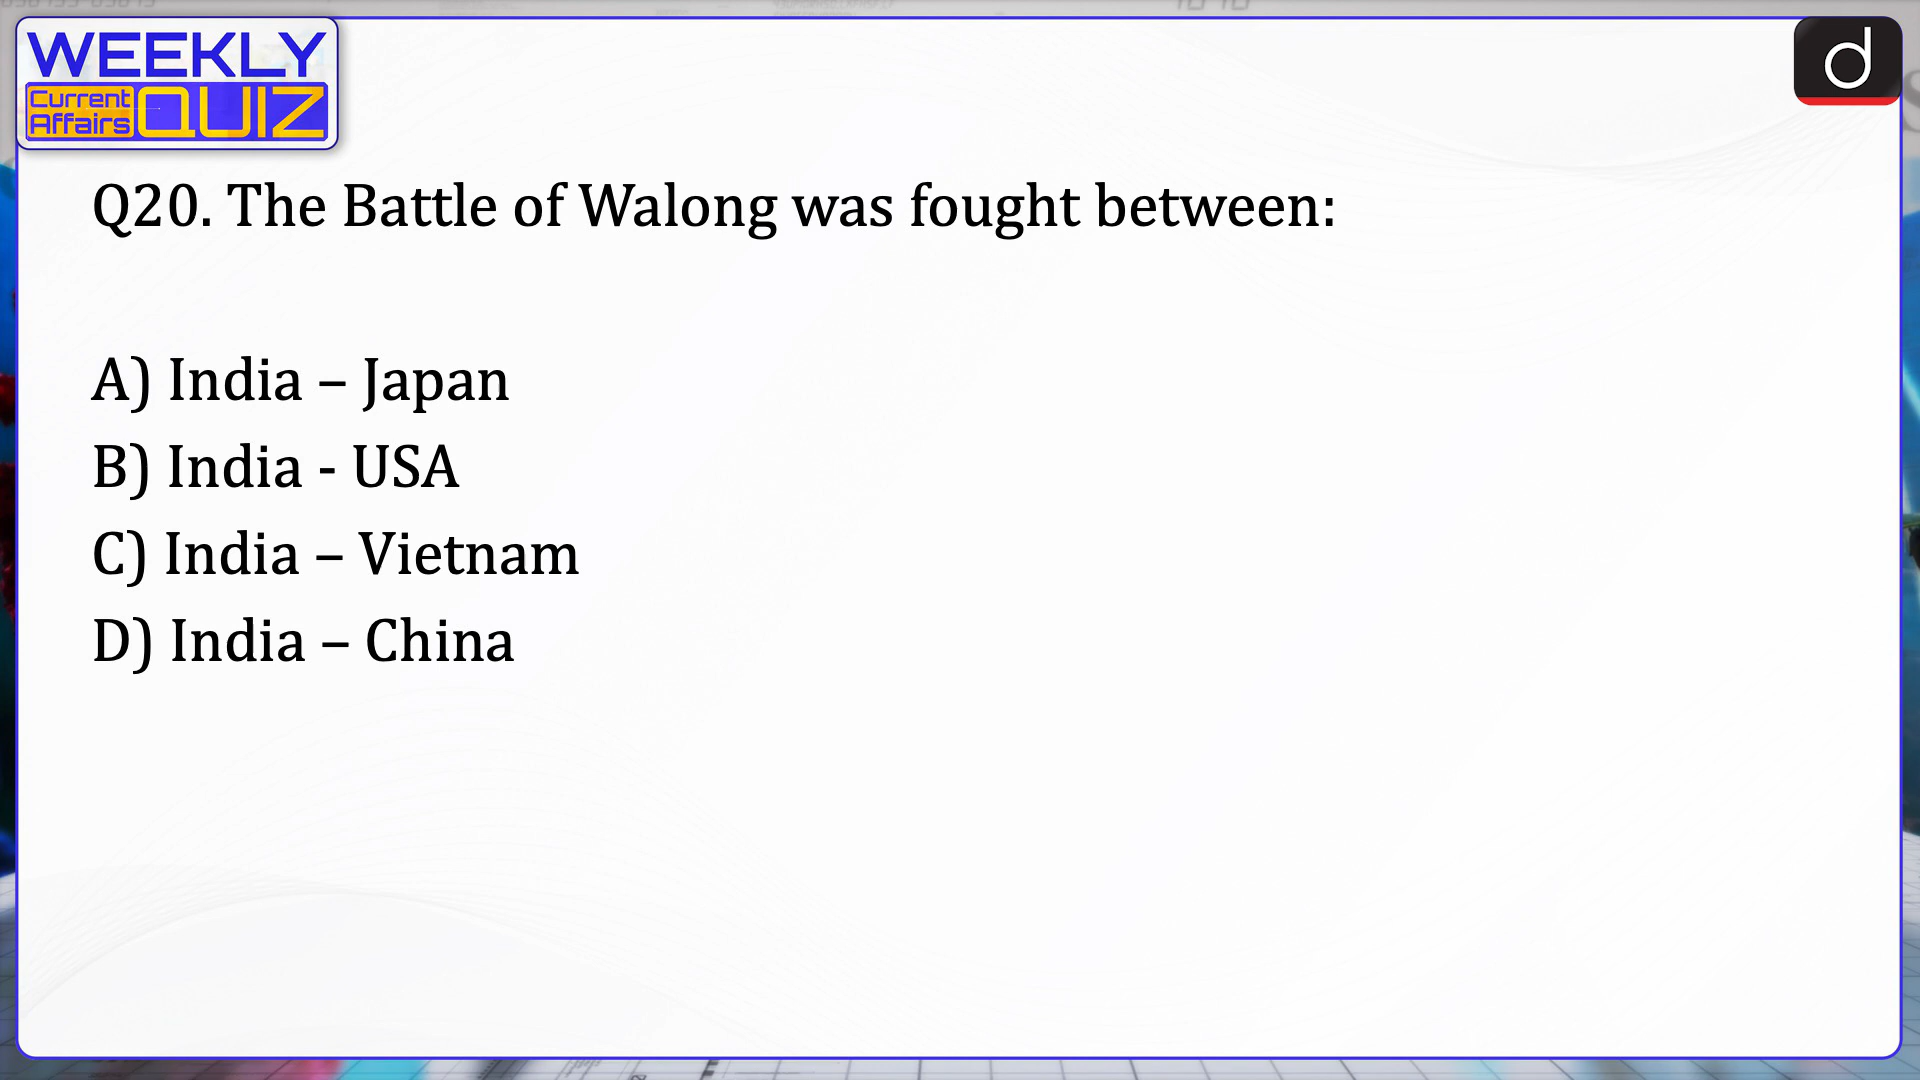 WEEKLY
Current
Affairs
QUIZ
d
Q20. The Battle of Walong was fought between:
A) India – Japan
B) India - USA
C) India – Vietnam
D) India – China